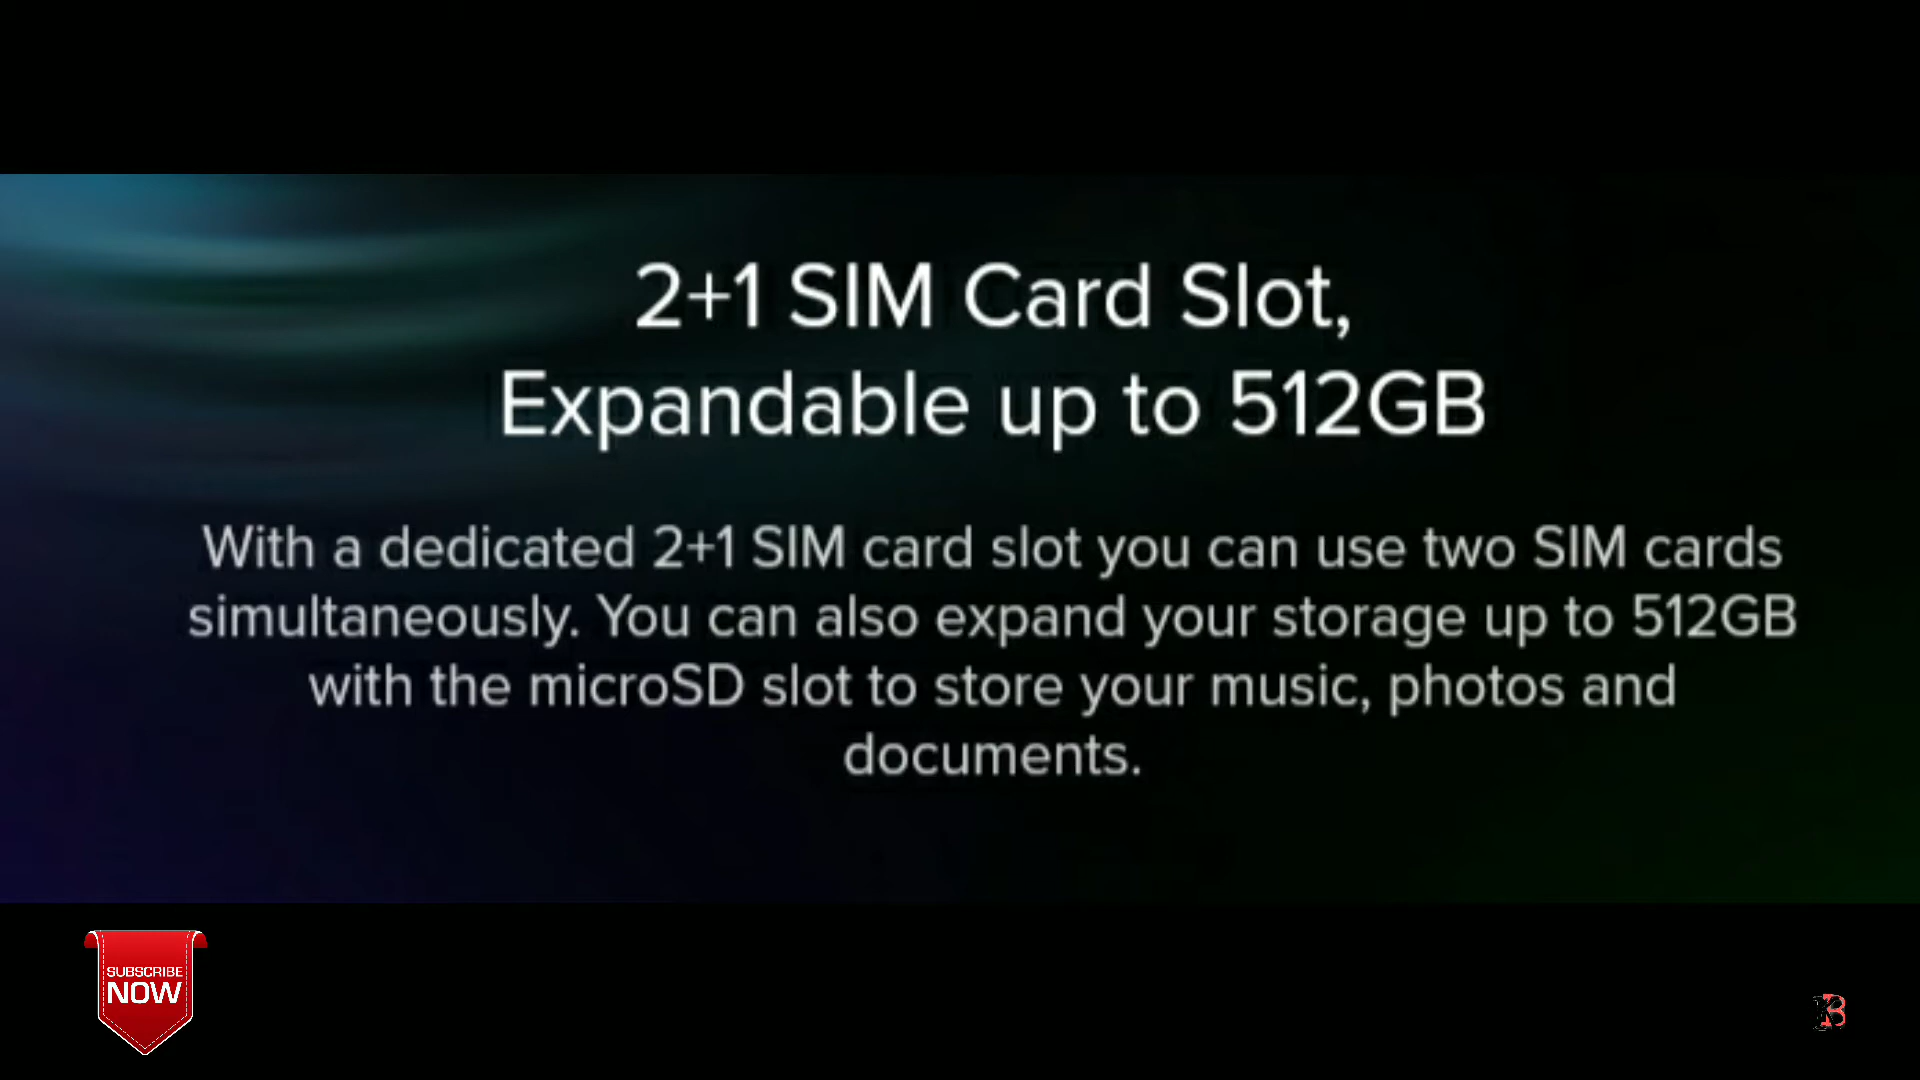 2+1 SIM Card Slot,
Expandable up to 512GB
With a dedicated 2+1 SIM card slot you can use two SIM cards
simultaneously. You can also expand your storage up to 512GB
with the microSD slot to store your music, photos and
documents.
SUBSCRIBE
NOW
B